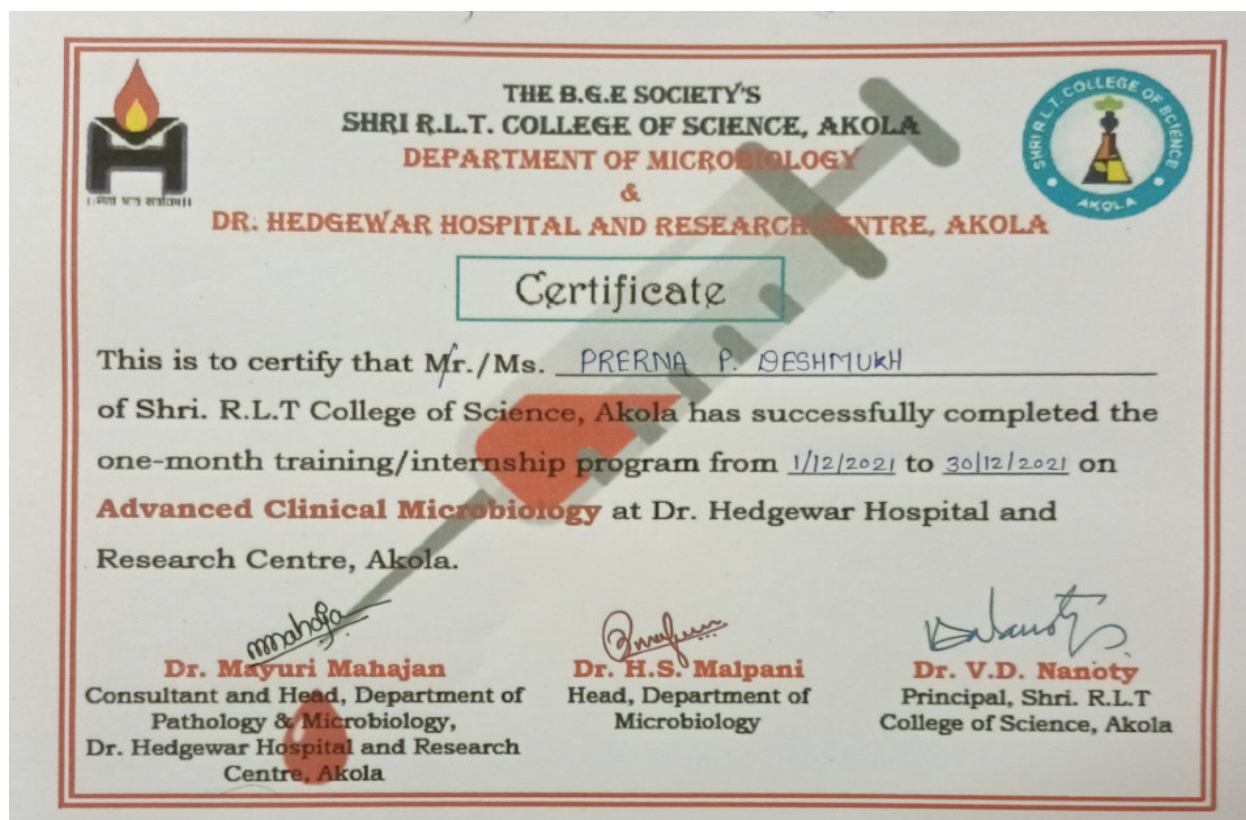 THE B.G.E SOCIETY'S
SHRI R.L.T. COLLEGE OF SCIENCE, AKOLA
DEPARTMENT OF MICROBIOLOGY
&
DR. HEDGEWAR HOSPITAL AND RESEARCH CENTRE, AKOLA
SHRI R.L.T. COLLEGE OF SCIENCE
AKOLA
Certificate
This is to certify that Mr./Ms. PRERNA P. DESHMUKH
of Shri. R.L.T College of Science, Akola has successfully completed the
one-month training/internship program from 1/12/2021 to 30/12/2021 on
Advanced Clinical Microbiology at Dr. Hedgewar Hospital and
Research Centre, Akola.
Dr. Mayuri Mahajan
Consultant and Head, Department of
Pathology & Microbiology,
Dr. Hedgewar Hospital and Research
Centre, Akola
Dr. H.S. Malpani
Head, Department of
Microbiology
Dr. V.D. Nanoty
Principal, Shri. R.L.T
College of Science, Akola